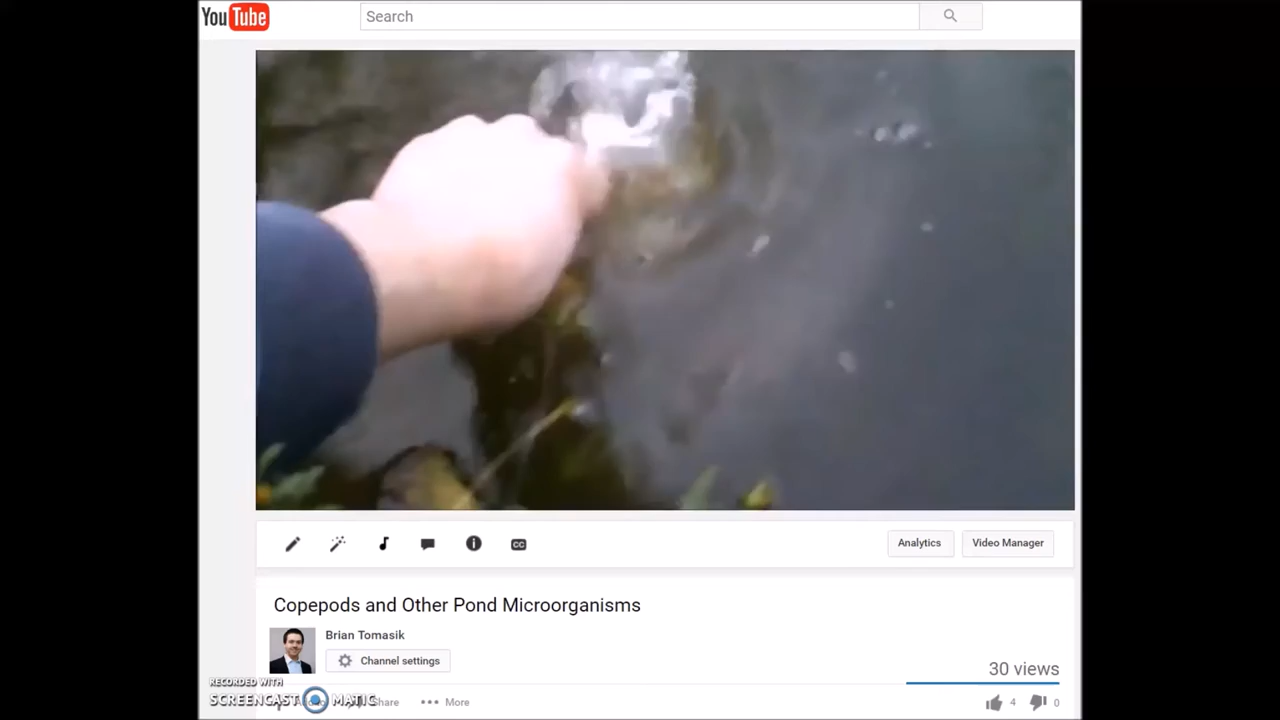 YouTube
Search
Analytics
Video Manager
Copepods and Other Pond Microorganisms
Brian Tomasik
Channel settings
30 views
RECORDED WITH
SCREENCAST MATIC
Share
More
4
0